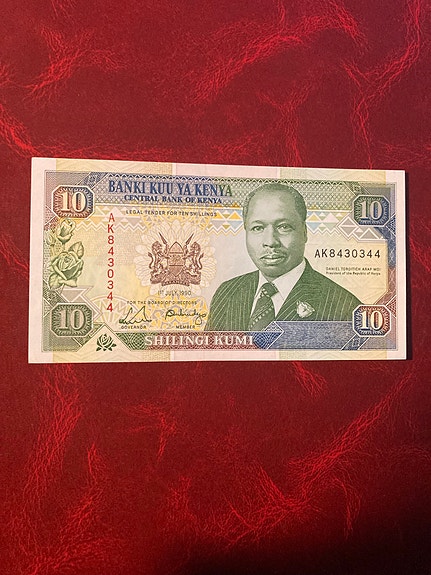 BANKI KUU YA KENYA
CENTRAL BANK OF KENYA
10
10
LEGAL TENDER FOR TEN SHILLINGS
AK8430344
AK8430344
DANIEL TOROITICH ARAP MOI
President of the Republic of Kenya
1ST JULY, 1990
FOR THE BOARD OF DIRECTORS
GOVERNOR
MEMBER
10
10
SHILINGI KUMI